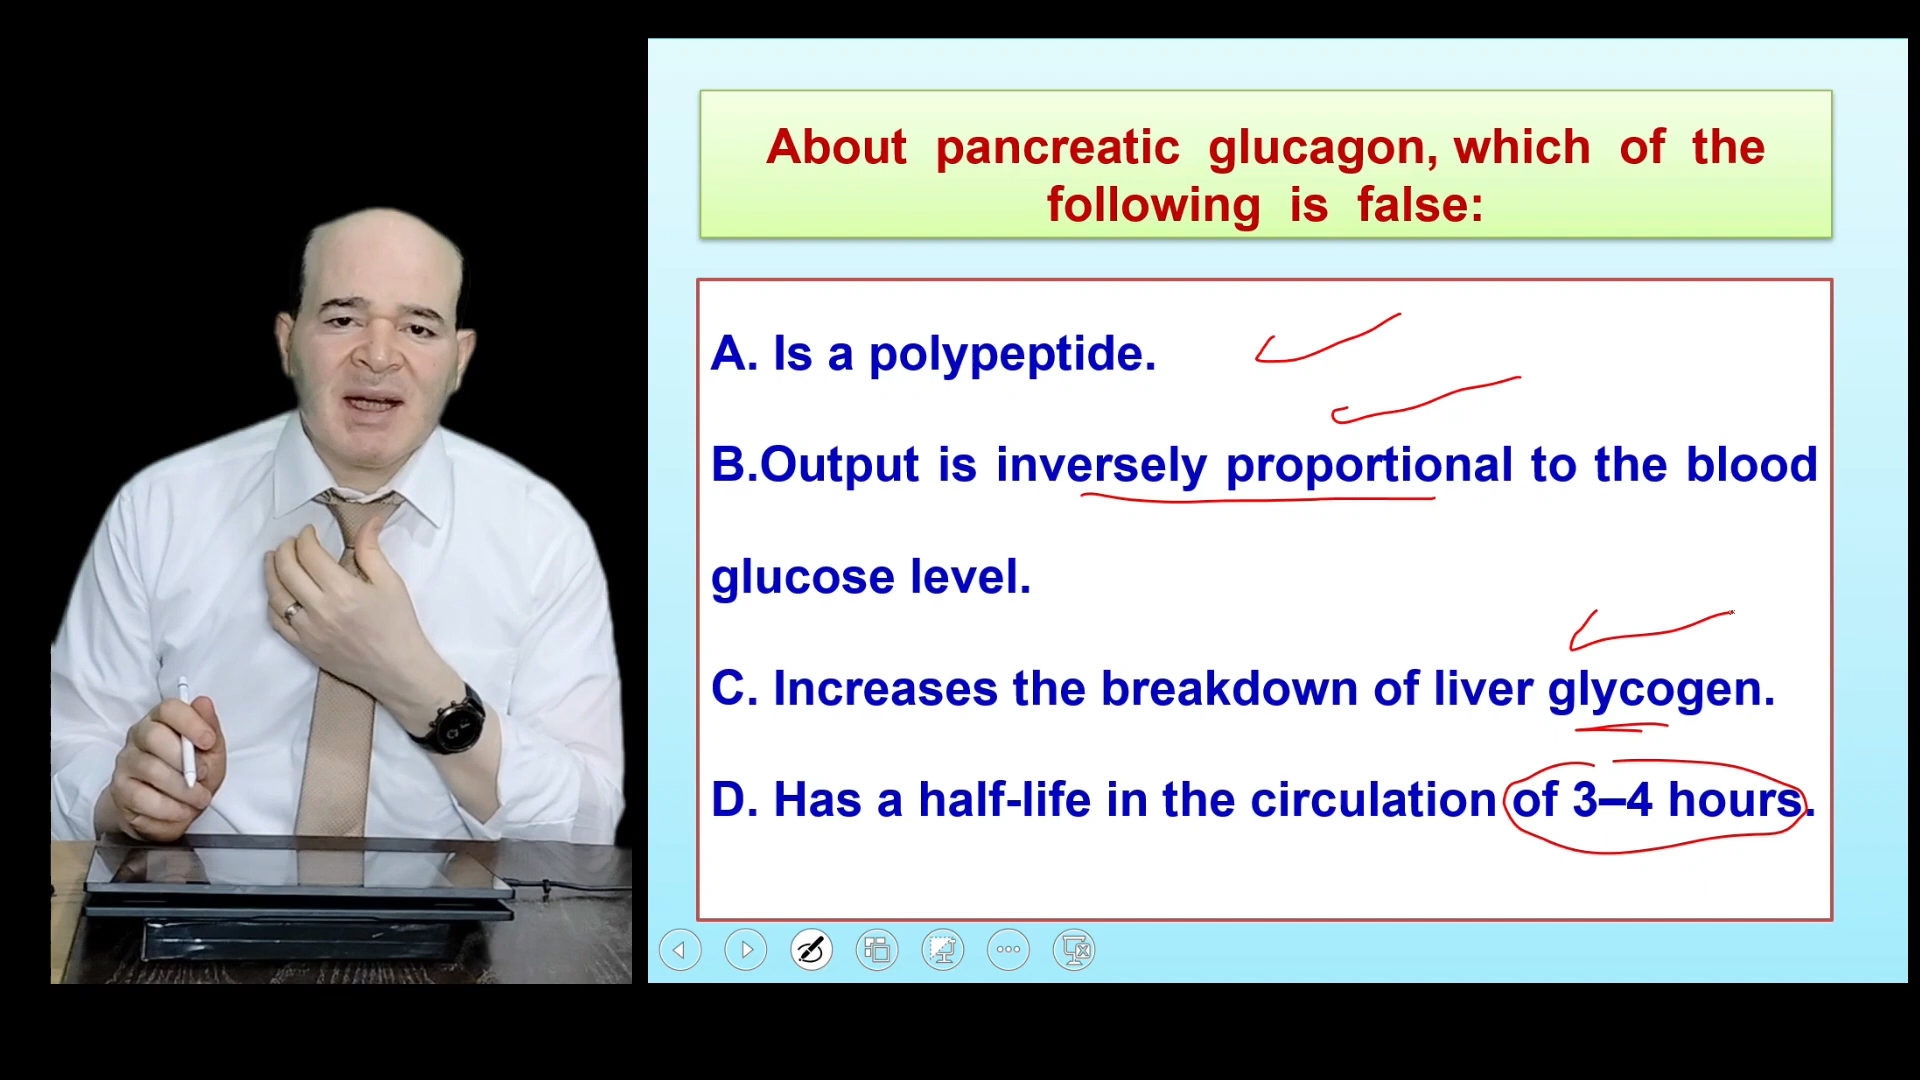 About pancreatic glucagon, which of the
following is false:
A. Is a polypeptide.
B.Output is inversely proportional to the blood
glucose level.
C. Increases the breakdown of liver glycogen.
D. Has a half-life in the circulation of 3–4 hours.